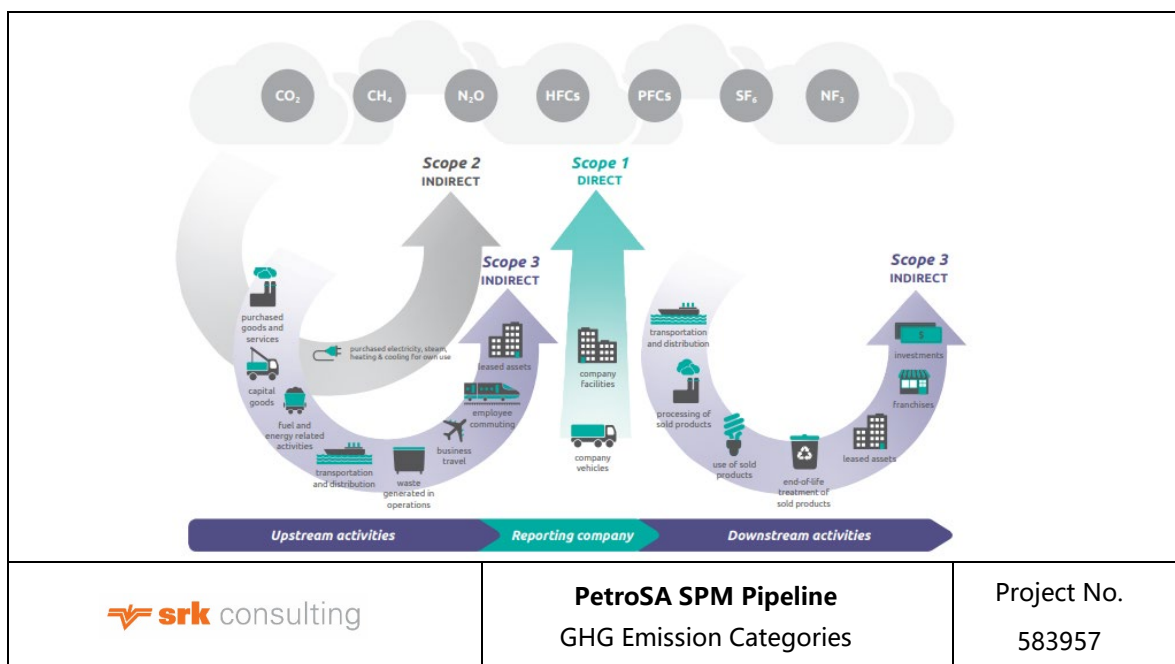 CO2
CH4
N2O
HFCs
PFCs
SF6
NF3
Scope 2
INDIRECT
Scope 1
DIRECT
Scope 3
INDIRECT
Scope 3
INDIRECT
purchased
goods and
services
purchased electricity, steam,
heating & cooling for own use
capital
goods
fuel and
energy related
activities
transportation
and distribution
waste
generated in
operations
business
travel
employee
commuting
leased assets
company
facilities
company
vehicles
transportation
and distribution
processing of
sold products
use of sold
products
end-of-life
treatment of
sold products
leased assets
franchises
$
investments
Upstream activities
Reporting company
Downstream activities
srk consulting
PetroSA SPM Pipeline
GHG Emission Categories
Project No.
583957